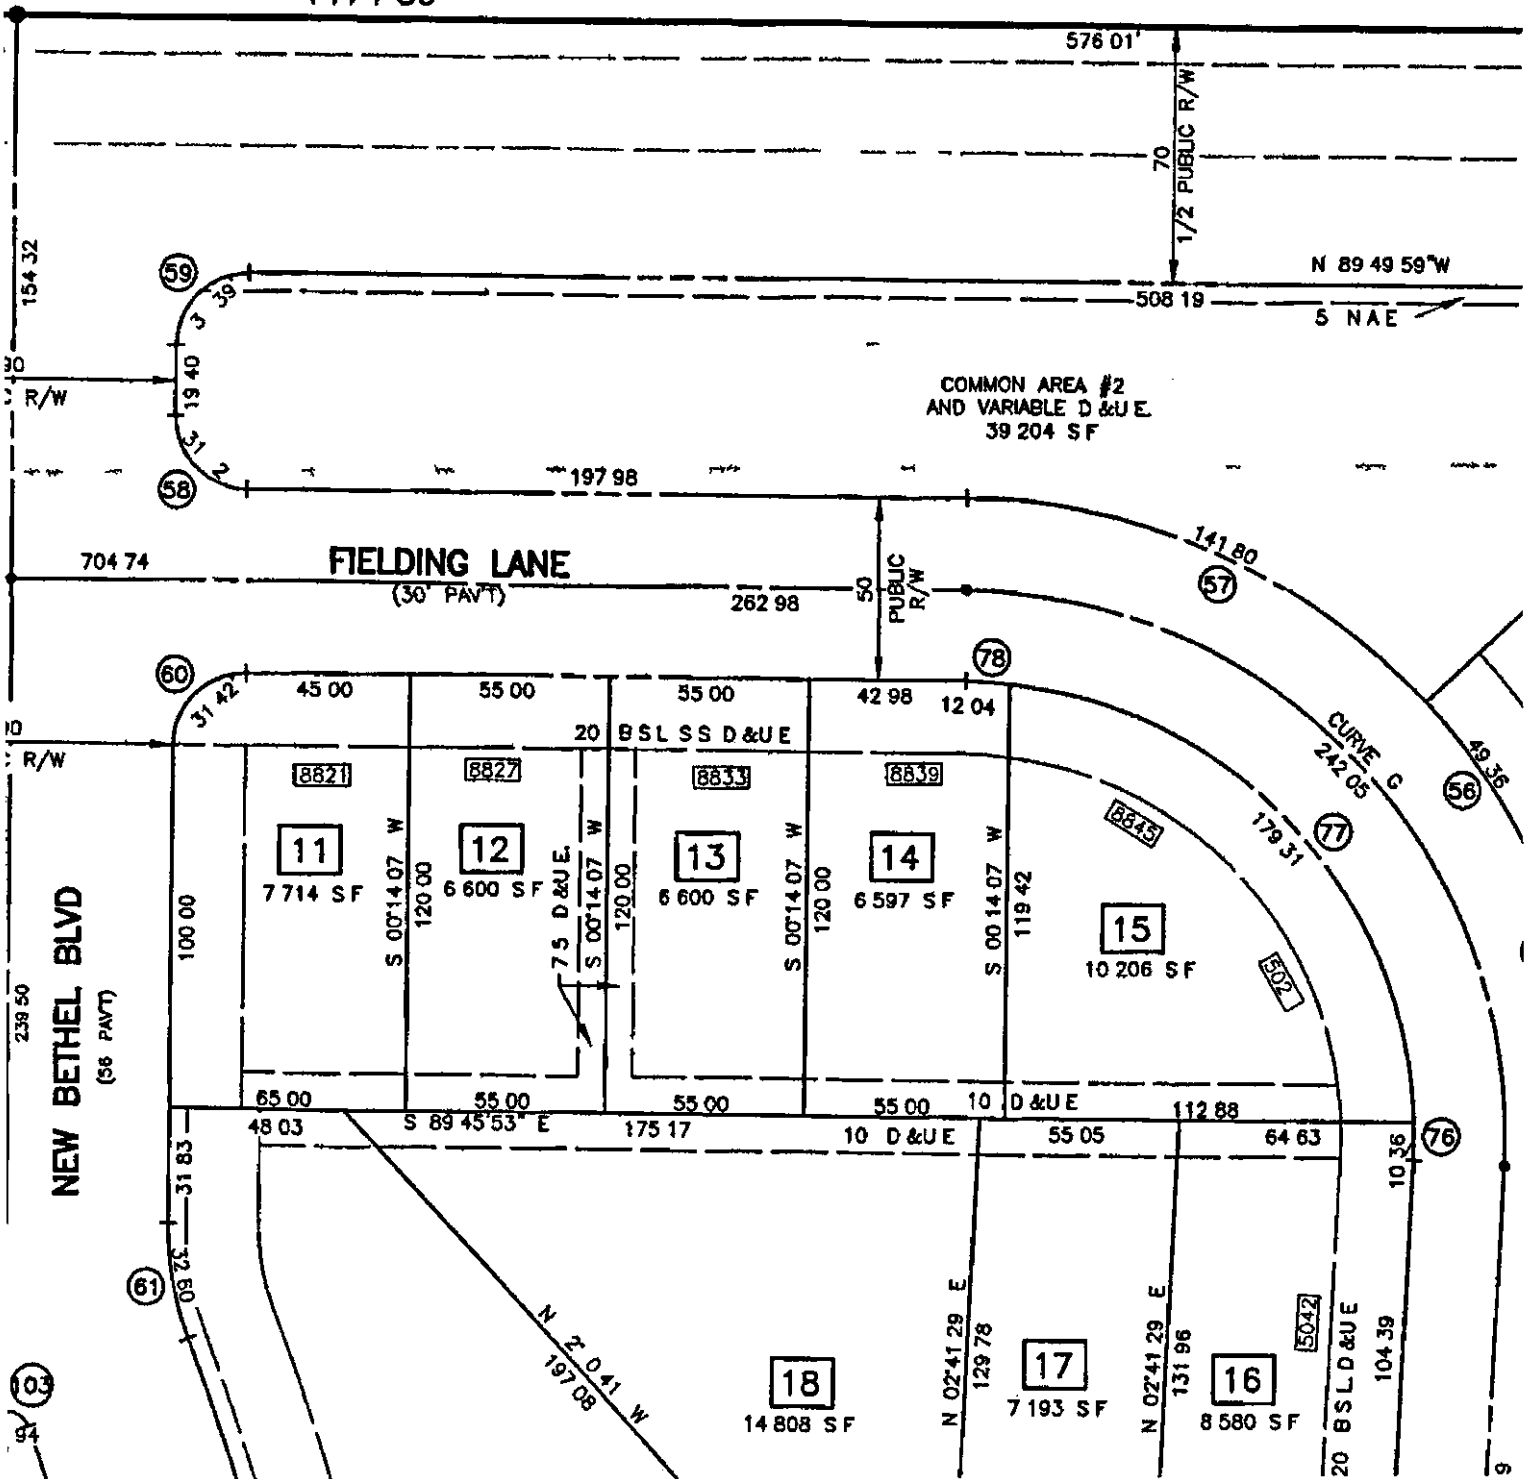 576 01'
70
1/2 PUBLIC R/W
154 32
59
39
3
N 89 49 59"W
508 19
5 NAE
R/W
19 40
COMMON AREA #2
AND VARIABLE D &U E.
39 204 S F
31
2
58
197 98
704 74
FIELDING LANE
(30' PAV'T)
262 98
50
PUBLIC
R/W
141 80
57
60
31 42
45 00
55 00
55 00
42 98
78
12 04
R/W
20 BSL SS D &U E
CURVE G
242 05
49 36
56
8821
8827
8833
8839
8845
179 31
77
11
7 714 S F
S 00°14 07 W
120 00
12
6 600 S F
7 5 D &U E.
S 00°14 07 W
120 00
13
6 600 S F
S 00°14 07 W
120 00
14
6 597 S F
S 00 14 07 W
119 42
15
10 206 S F
502
100 00
NEW BETHEL BLVD
(56 PAV'T)
239 50
65 00
55 00
55 00
55 00
10 D &U E
112 88
48 03
S 89 45'53" E
175 17
10 D &U E
55 05
64 63
76
10 36
31 83
32 60
61
103
94
197 08
18
14 808 S F
N 02°41 29 E
129 78
17
7 193 S F
N 02°41 29 E
131 96
5042
16
8 580 S F
20 BSL D &U E
104 39
9